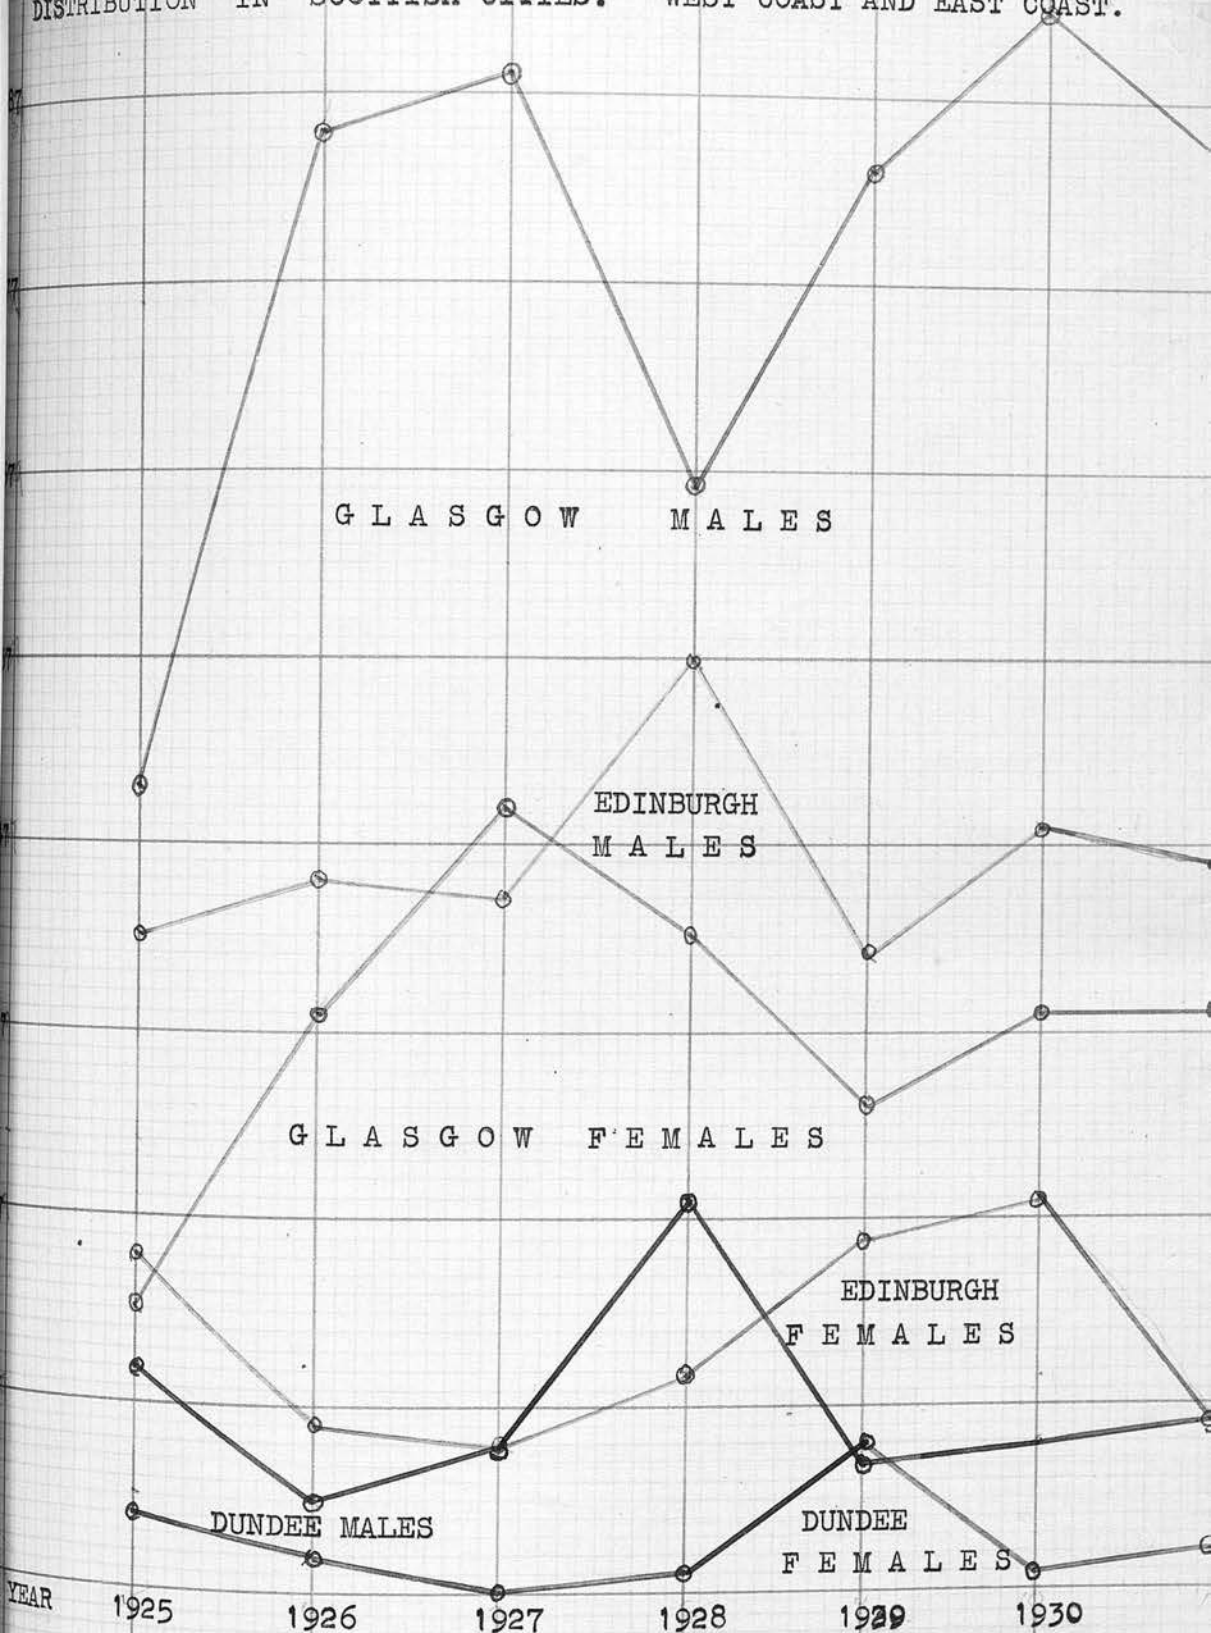 DISTRIBUTION IN SCOTTISH CITIES. WEST COAST AND EAST COAST.
87
GLASGOW MALES
EDINBURGH
MALES
GLASGOW FEMALES
EDINBURGH
FEMALES
DUNDEE MALES
DUNDEE
FEMALES
YEAR 1925 1926 1927 1928 1929 1930